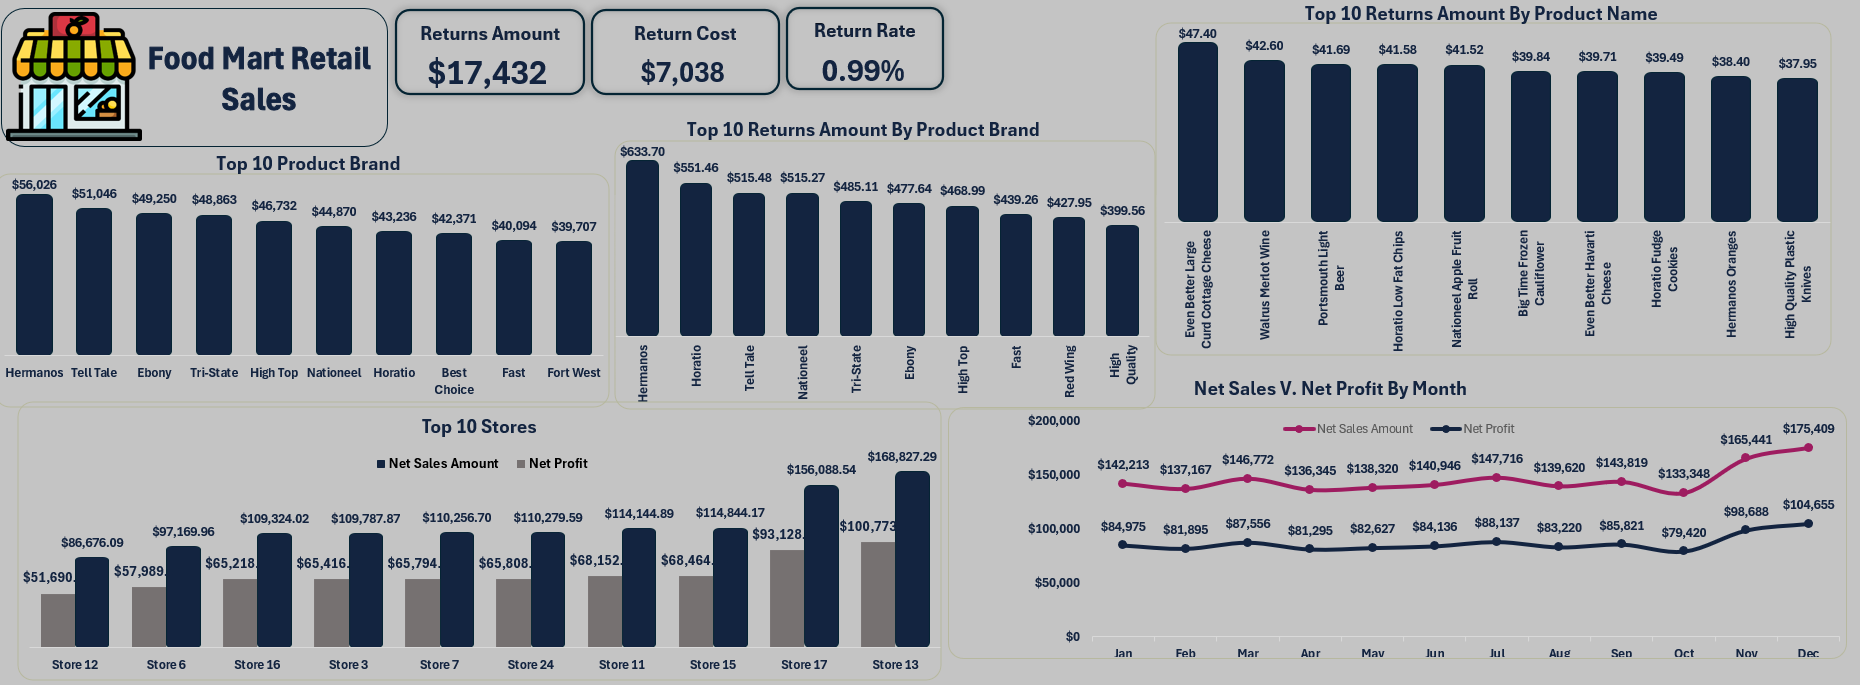 Food Mart Retail
Sales
Returns Amount
$17,432
Return Cost
$7,038
Return Rate
0.99%
Top 10 Product Brand
$56,026
$51,046
$49,250
$48,863
$46,732
$44,870
$43,236
$42,371
$40,094
$39,707
Hermanos
Tell Tale
Ebony
Tri-State
High Top
Nationeel
Horatio
Best
Choice
Fast
Fort West
Top 10 Returns Amount By Product Brand
$633.70
$551.46
$515.48
$515.27
$485.11
$477.64
$468.99
$439.26
$427.95
$399.56
Hermanos
Horatio
Tell Tale
Nationeel
Tri-State
Ebony
High Top
Fast
Red Wing
High
Quality
Top 10 Returns Amount By Product Name
$47.40
$42.60
$41.69
$41.58
$41.52
$39.84
$39.71
$39.49
$38.40
$37.95
Even Better Large
Curd Cottage Cheese
Walrus Merlot Wine
Portsmouth Light
Beer
Horatio Low Fat Chips
Nationeel Apple Fruit
Roll
Big Time Frozen
Cauliflower
Even Better Havarti
Cheese
Horatio Fudge
Cookies
Hermanos Oranges
High Quality Plastic
Knives
Top 10 Stores
Net Sales Amount
Net Profit
$86,676.09
$97,169.96
$109,324.02
$109,787.87
$110,256.70
$110,279.59
$114,144.89
$114,844.17
$156,088.54
$168,827.29
$51,690.
$57,989.
$65,218.
$65,416.
$65,794.
$65,808.
$68,152.
$68,464.
$93,128.
$100,773
Store 12
Store 6
Store 16
Store 3
Store 7
Store 24
Store 11
Store 15
Store 17
Store 13
Net Sales V. Net Profit By Month
Net Sales Amount
Net Profit
$200,000
$150,000
$100,000
$50,000
$0
$142,213
$137,167
$146,772
$136,345
$138,320
$140,946
$147,716
$139,620
$143,819
$133,348
$165,441
$175,409
$84,975
$81,895
$87,556
$81,295
$82,627
$84,136
$88,137
$83,220
$85,821
$79,420
$98,688
$104,655
Jan
Feb
Mar
Apr
May
Jun
Jul
Aug
Sep
Oct
Nov
Dec